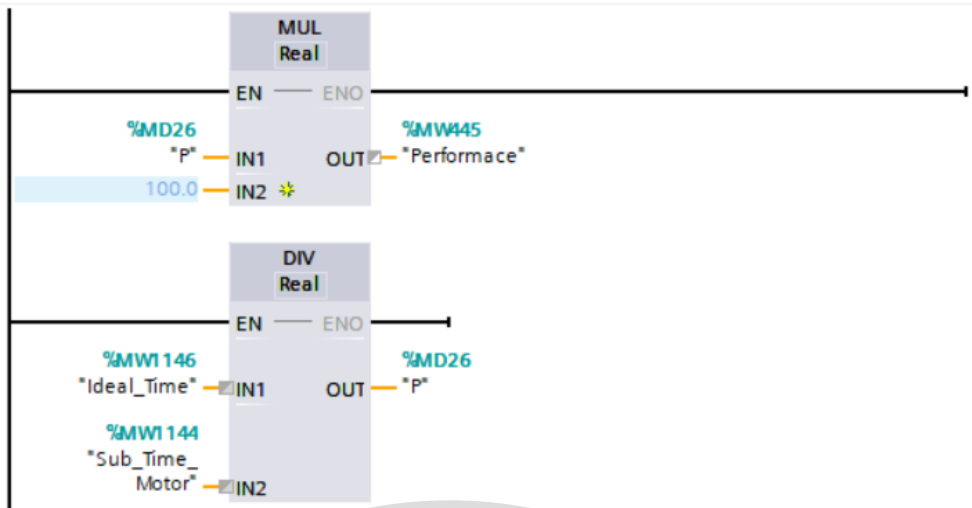 MUL
Real
EN ENO
%MD26 %MW445
"P" IN1 OUT "Performace"
100.0 IN2
DIV
Real
EN ENO
%MW1146 %MD26
"Ideal_Time" IN1 OUT "P"
%MW1144
"Sub_Time_
Motor" IN2